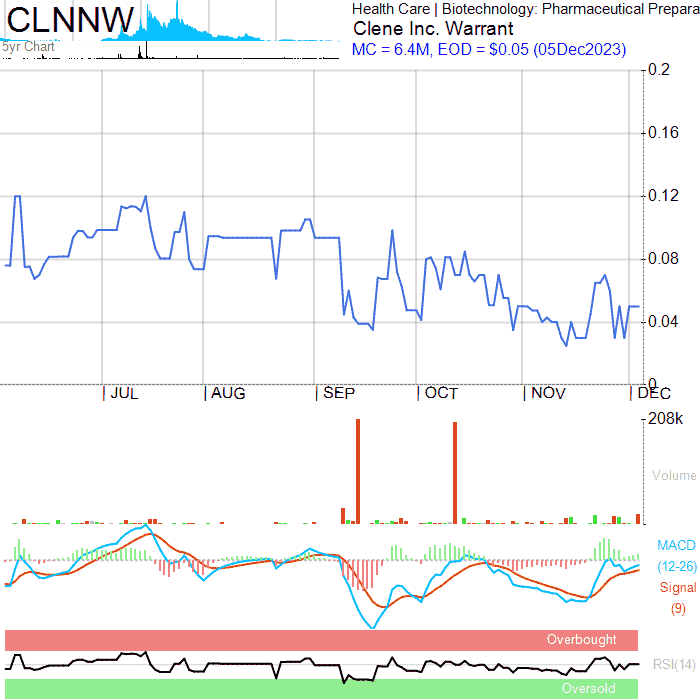 CLNNW
5yr Chart
Health Care | Biotechnology: Pharmaceutical Prepara
Clene Inc. Warrant
MC = 6.4M, EOD = $0.05 (05Dec2023)
0.2
0.16
0.12
0.08
0.04
0
JUL AUG SEP OCT NOV DEC
208k
Volume
MACD
(12-26)
Signal
(9)
Overbought
RSI(14)
Oversold